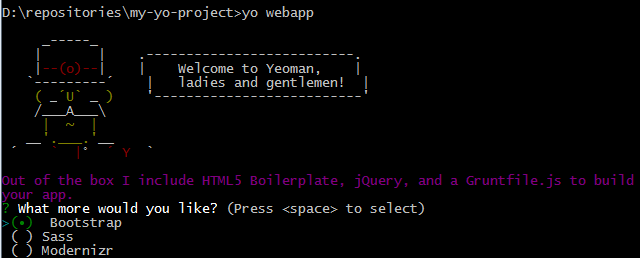 D:\repositories\my-yo-project>yo webapp
Welcome to Yeoman,
ladies and gentlemen!
Out of the box I include HTML5 Boilerplate, jQuery, and a Gruntfile.js to build
your app.
? What more would you like? (Press <space> to select)
>(•) Bootstrap
( ) Sass
( ) Modernizr